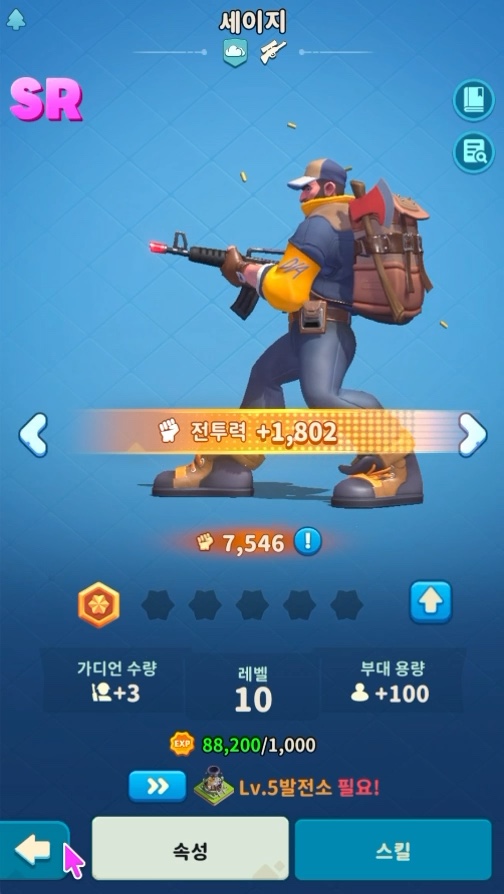 세이지
SR
전투력 +1,802
7,546 !
가디언 수량 레벨 부대 용량
+3 10 +100
EXP 88,200/1,000
Lv.5발전소 필요!
속성 스킬